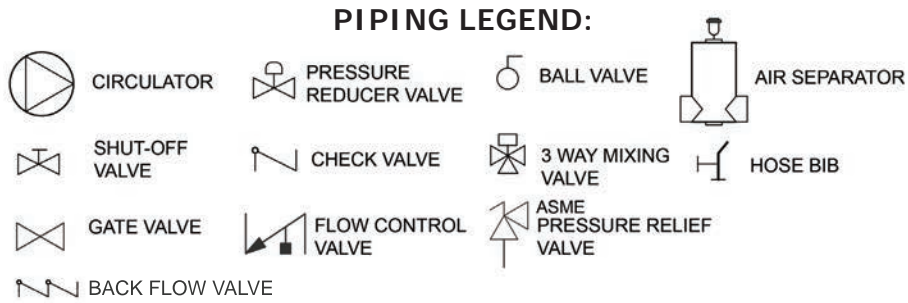 PIPING LEGEND:
CIRCULATOR
PRESSURE
REDUCER VALVE
BALL VALVE
AIR SEPARATOR
SHUT-OFF
VALVE
CHECK VALVE
3 WAY MIXING
VALVE
HOSE BIB
GATE VALVE
FLOW CONTROL
VALVE
ASME
PRESSURE RELIEF
VALVE
BACK FLOW VALVE